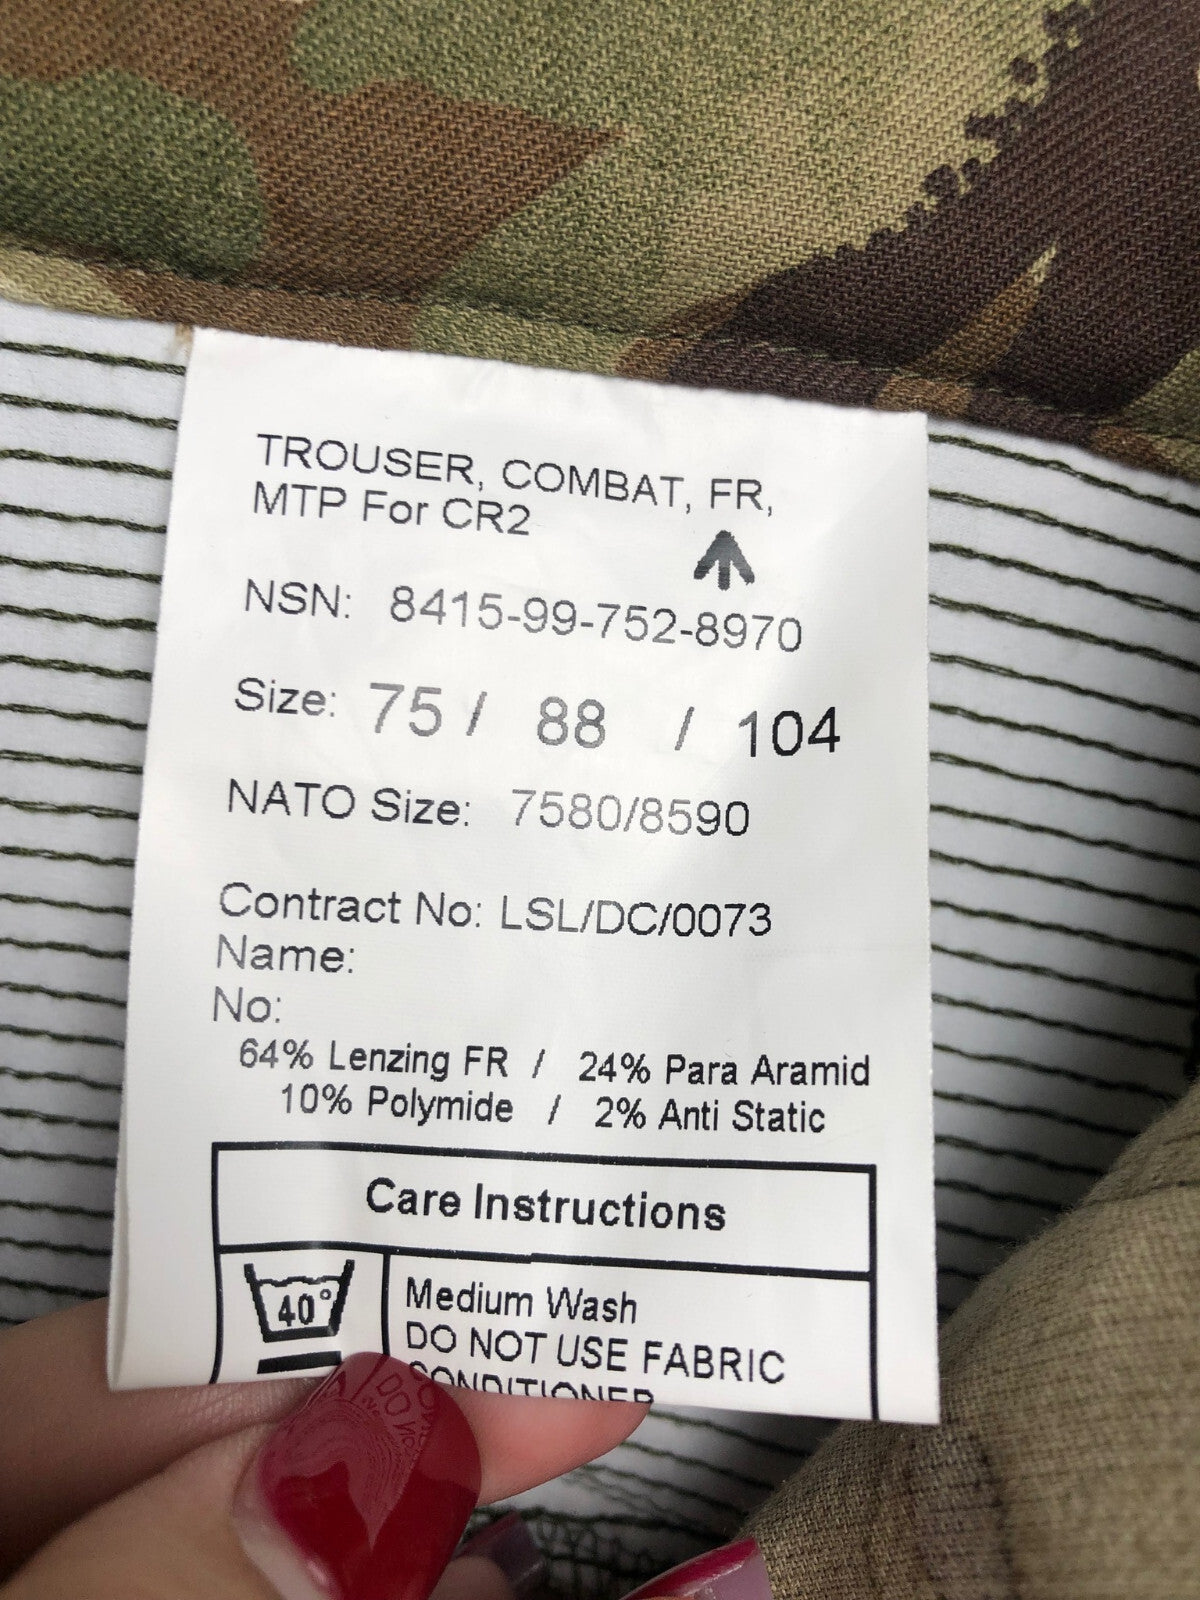 TROUSER, COMBAT, FR,
MTP For CR2
NSN: 8415-99-752-8970
Size: 75 / 88 / 104
NATO Size: 7580/8590
Contract No: LSL/DC/0073
Name:
No:
64% Lenzing FR / 24% Para Aramid
10% Polymide / 2% Anti Static
Care Instructions
40°
Medium Wash
DO NOT USE FABRIC
CONDITIONER